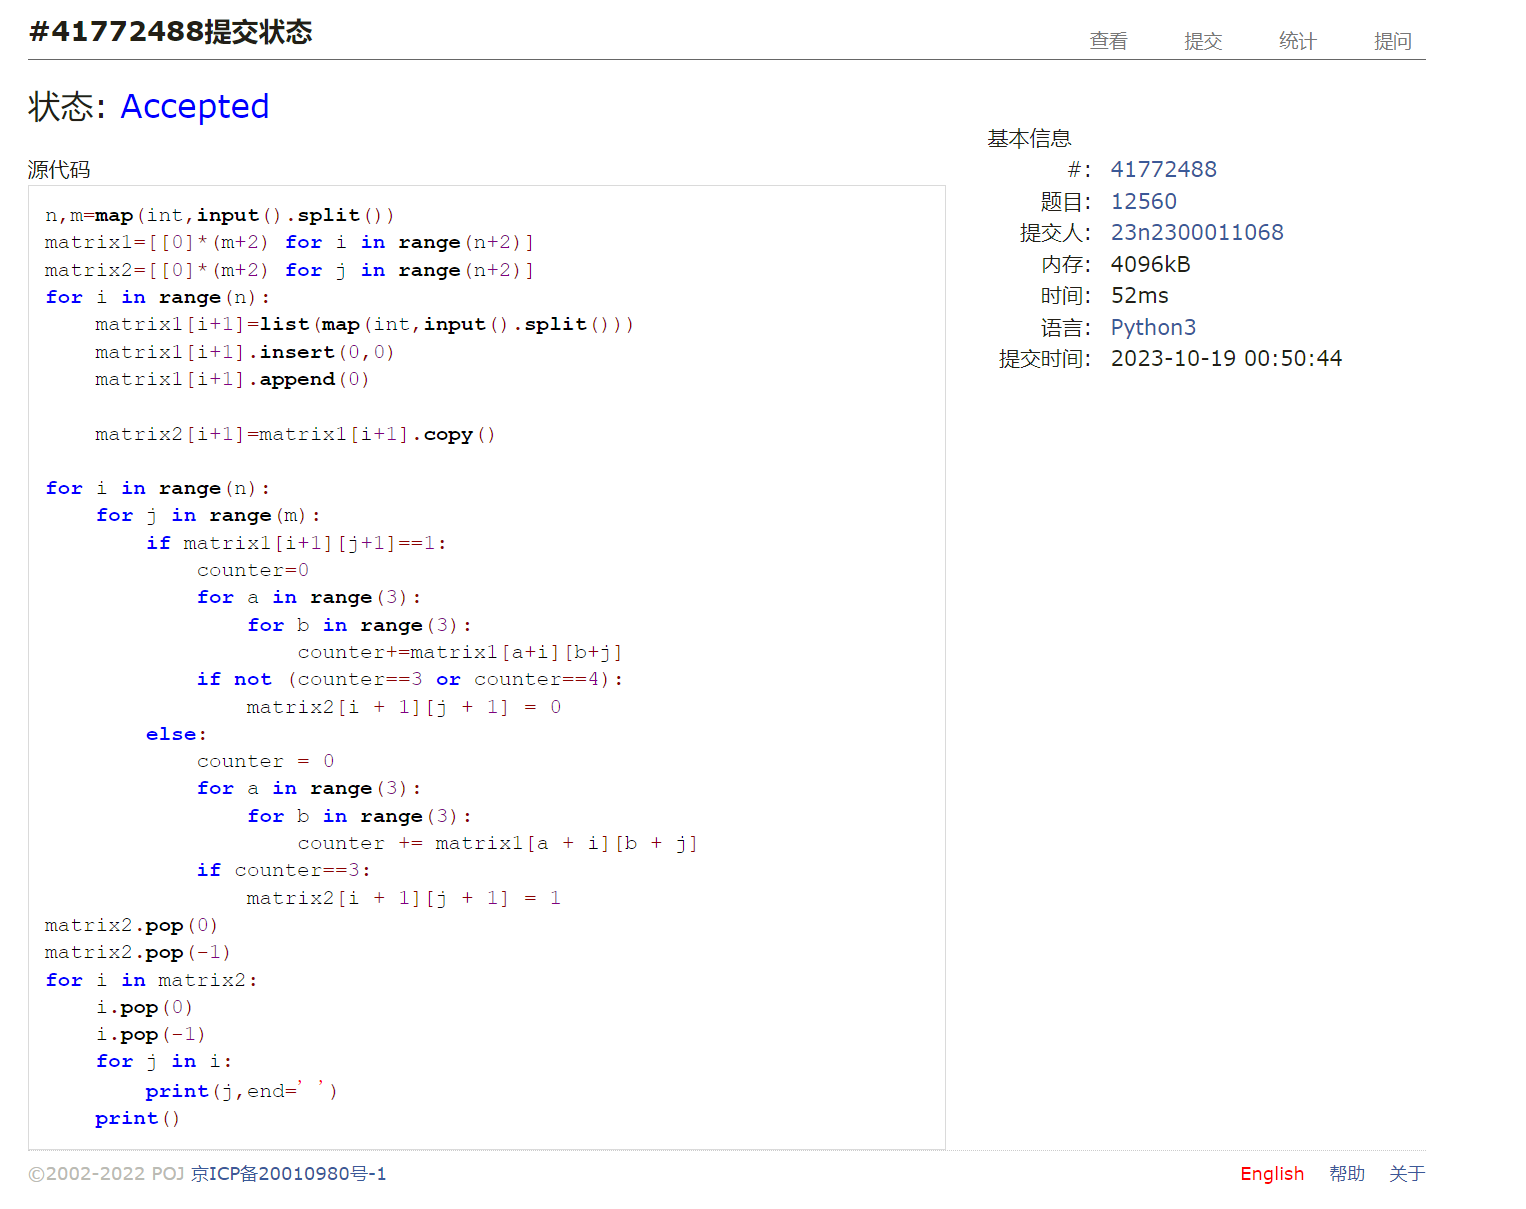 #41772488提交状态
查看 提交 统计 提问
状态: Accepted
源代码
n,m=map(int,input().split())
matrix1=[[0]*(m+2) for i in range(n+2)]
matrix2=[[0]*(m+2) for j in range(n+2)]
for i in range(n):
    matrix1[i+1]=list(map(int,input().split()))
    matrix1[i+1].insert(0,0)
    matrix1[i+1].append(0)
    matrix2[i+1]=matrix1[i+1].copy()
for i in range(n):
    for j in range(m):
        if matrix1[i+1][j+1]==1:
            counter=0
            for a in range(3):
                for b in range(3):
                    counter+=matrix1[a+i][b+j]
            if not (counter==3 or counter==4):
                matrix2[i + 1][j + 1] = 0
        else:
            counter = 0
            for a in range(3):
                for b in range(3):
                    counter += matrix1[a + i][b + j]
            if counter==3:
                matrix2[i + 1][j + 1] = 1
matrix2.pop(0)
matrix2.pop(-1)
for i in matrix2:
    i.pop(0)
    i.pop(-1)
    for j in i:
        print(j,end=' ')
    print()
基本信息
#: 41772488
题目: 12560
提交人: 23n2300011068
内存: 4096kB
时间: 52ms
语言: Python3
提交时间: 2023-10-19 00:50:44
©2002-2022 POJ 京ICP备20010980号-1
English 帮助 关于